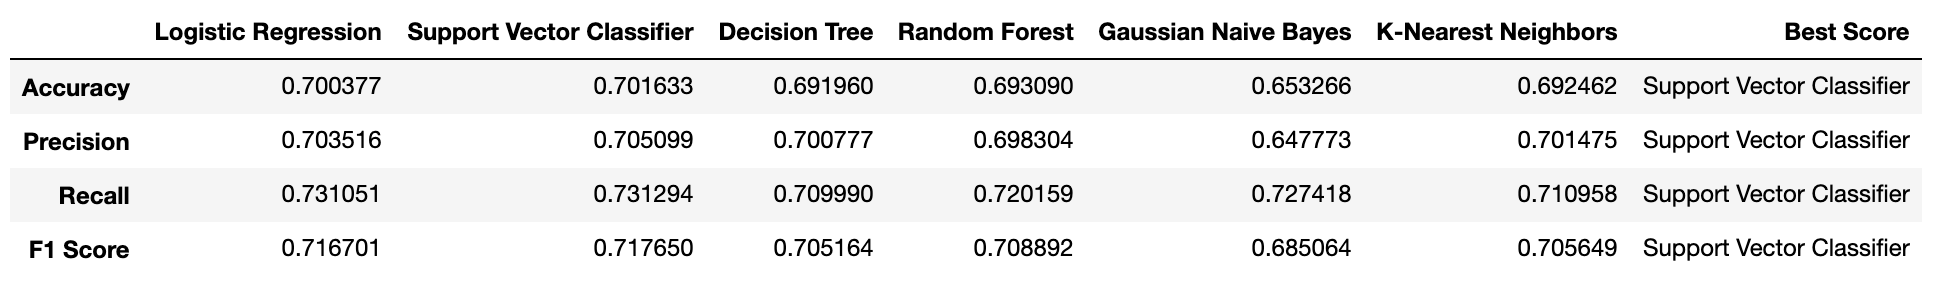 Logistic Regression Support Vector Classifier Decision Tree Random Forest Gaussian Naive Bayes K-Nearest Neighbors Best Score
Accuracy 0.700377 0.701633 0.691960 0.693090 0.653266 0.692462 Support Vector Classifier
Precision 0.703516 0.705099 0.700777 0.698304 0.647773 0.701475 Support Vector Classifier
Recall 0.731051 0.731294 0.709990 0.720159 0.727418 0.710958 Support Vector Classifier
F1 Score 0.716701 0.717650 0.705164 0.708892 0.685064 0.705649 Support Vector Classifier